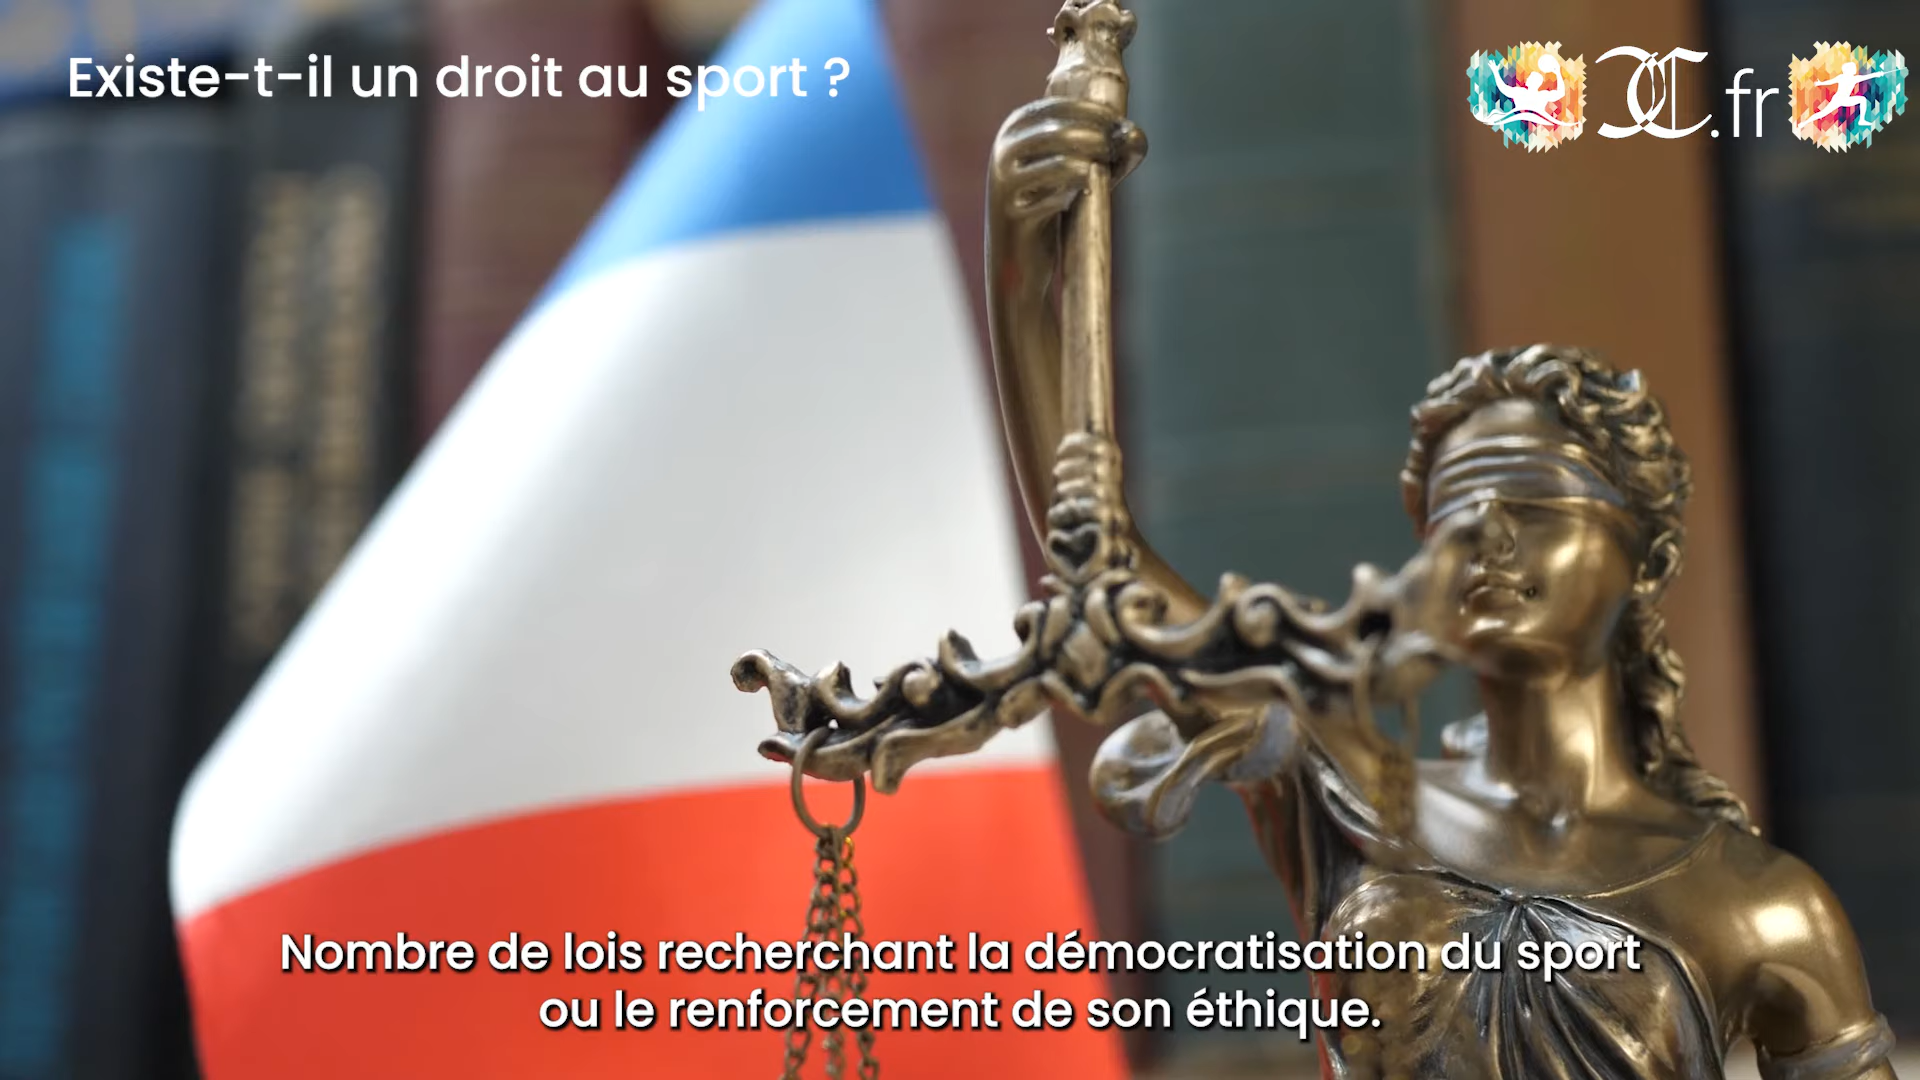 Existe-t-il un droit au sport ?
CC.fr
Nombre de lois recherchant la démocratisation du sport
ou le renforcement de son éthique.